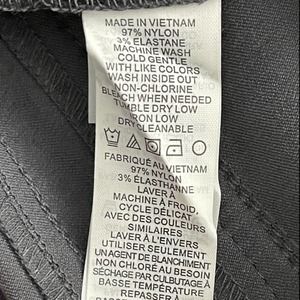 MADE IN VIETNAM
97% NYLON
3% ELASTANE
MACHINE WASH
COLD GENTLE
WITH LIKE COLORS
WASH INSIDE OUT
NON-CHLORINE
BLEACH WHEN NEEDED
TUMBLE DRY LOW
IRON LOW
DRYCLEANABLE
FABRIQUÉ AU VIETNAM
97% NYLON
3% ÉLASTHANNE
LAVER À
MACHINE À FROID,
CYCLE DÉLICAT
AVEC DES COULEURS
SIMILAIRES
LAVER À L'ENVERS
UTILISER SEULEMENT
UN AGENT DE BLANCHIMENT
NON CHLORÉ AU BESOIN
SÉCHAGE PAR CULBUTAGE À
BASSE TEMPÉRATURE
REPASSER À